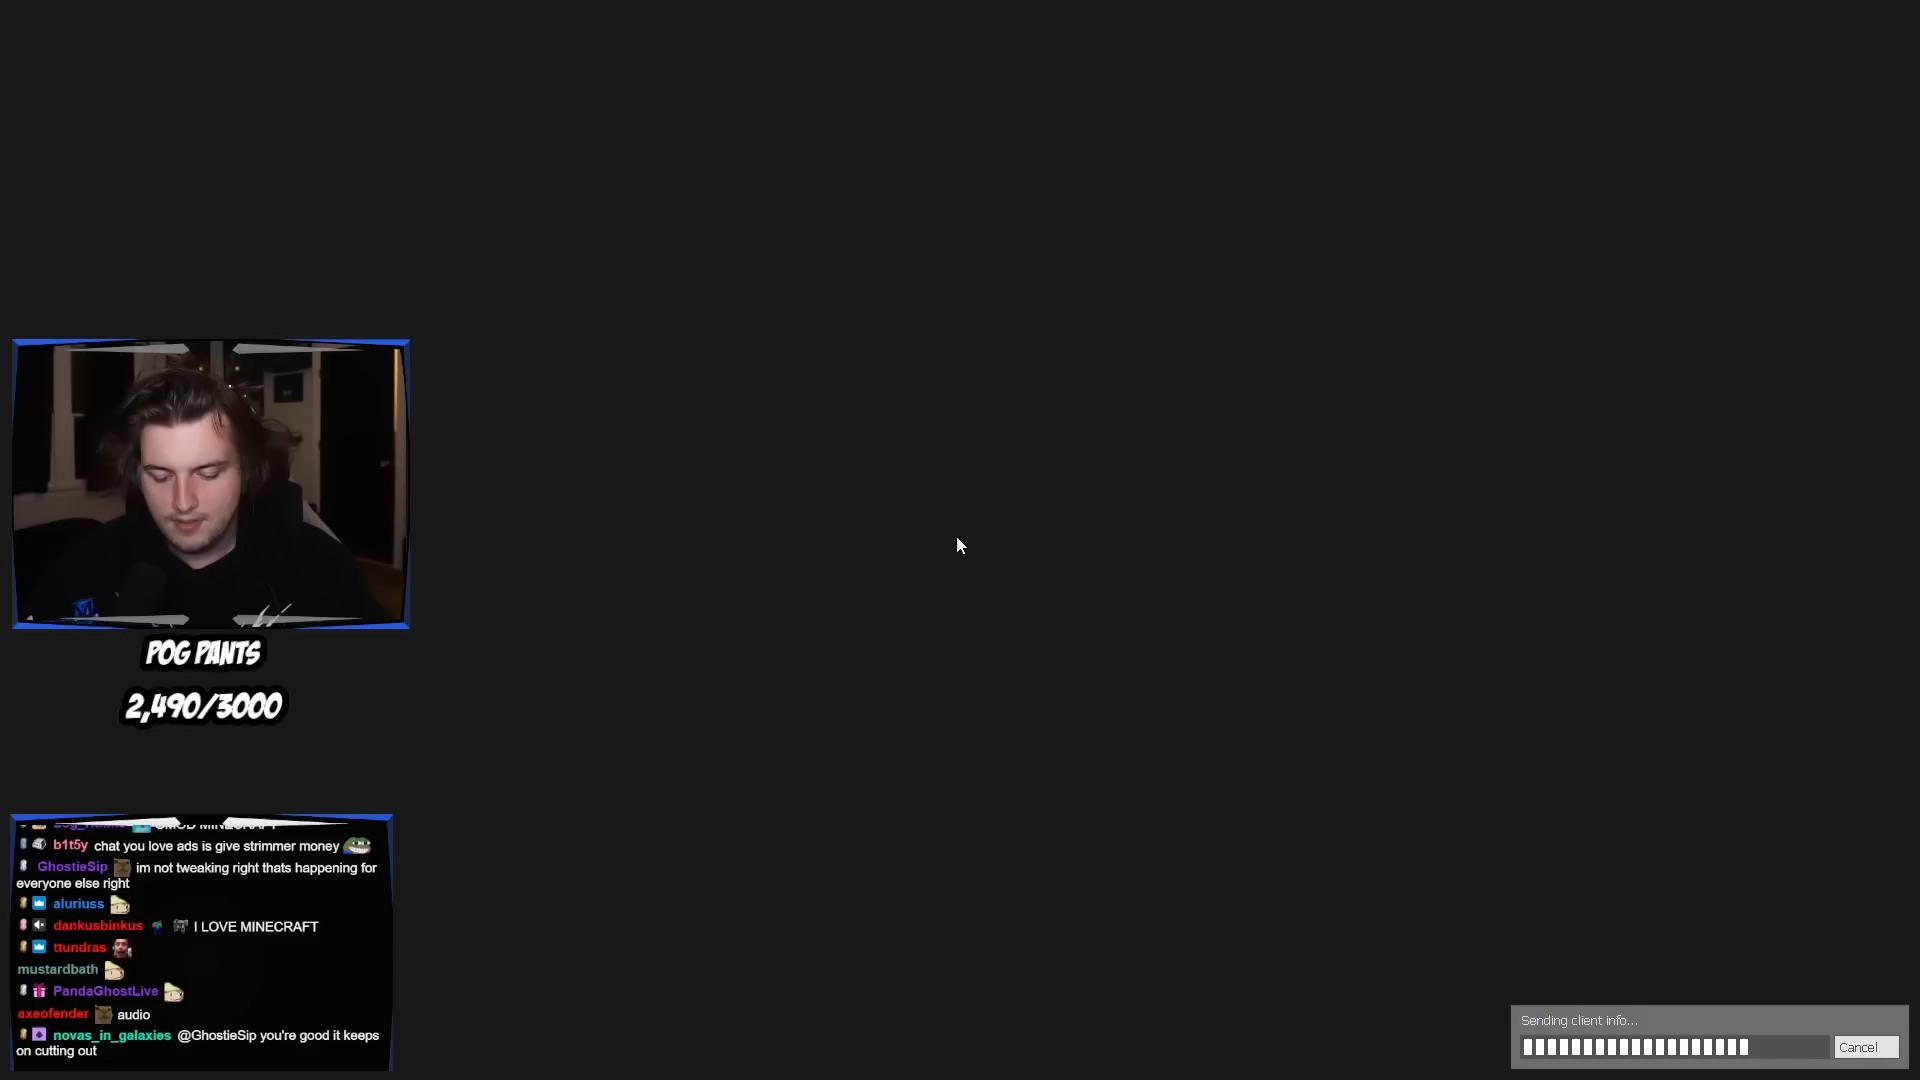 POG PANTS
2,490/3000
GMOD MINECRAFT
b1t5y chat you love ads is give strimmer money
GhostieSip im not tweaking right thats happening for
everyone else right
aluriuss
dankusbinkus I LOVE MINECRAFT
ttundras
mustardbath
PandaGhostLive
axeofender audio
novas_in_galaxies @GhostieSip you're good it keeps
on cutting out
Sending client info...
Cancel